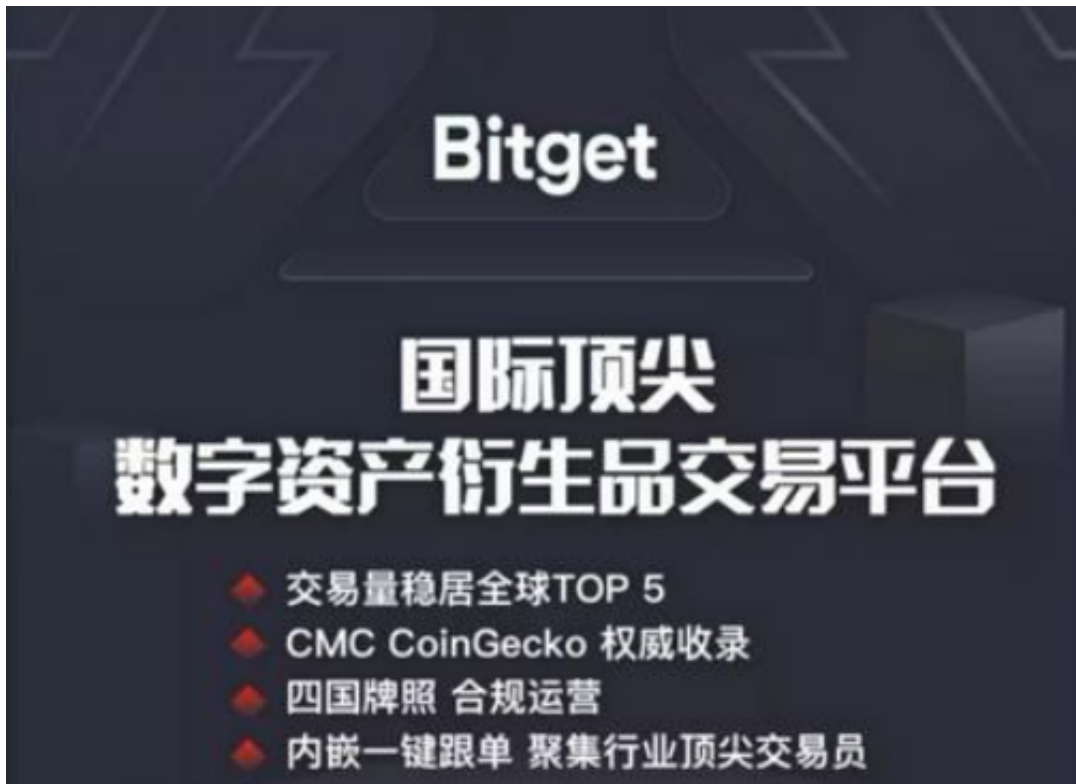 Bitget
国际顶尖
数字资产衍生品交易平台
交易量稳居全球TOP 5
CMC CoinGecko 权威收录
四国牌照 合规运营
内嵌一键跟单 聚集行业顶尖交易员